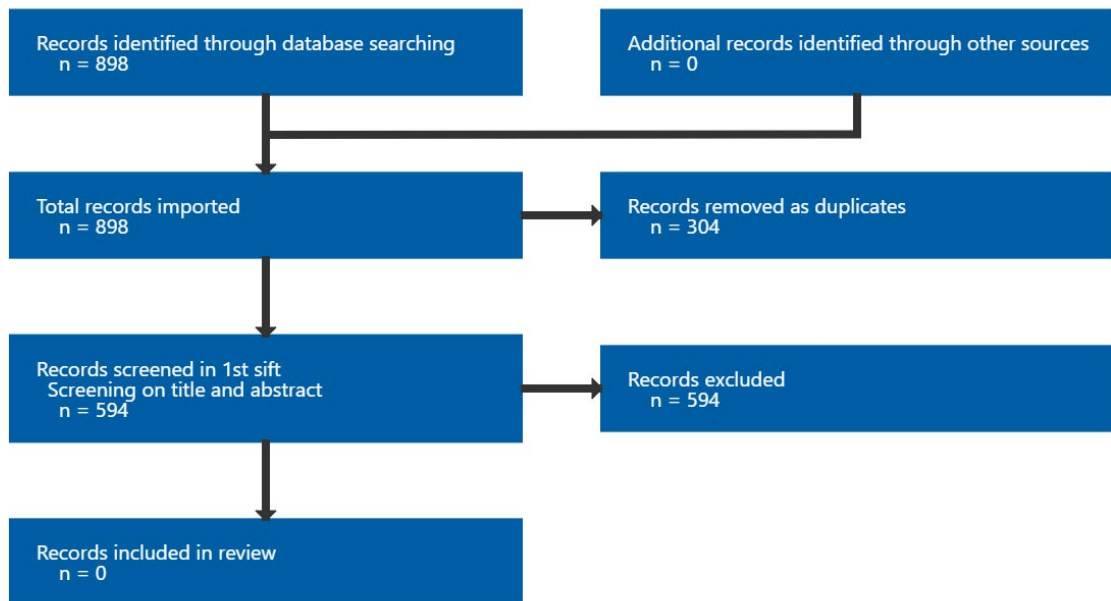 Records identified through database searching
n = 898
Additional records identified through other sources
n = 0
Total records imported
n = 898
Records removed as duplicates
n = 304
Records screened in 1st sift
Screening on title and abstract
n = 594
Records excluded
n = 594
Records included in review
n = 0